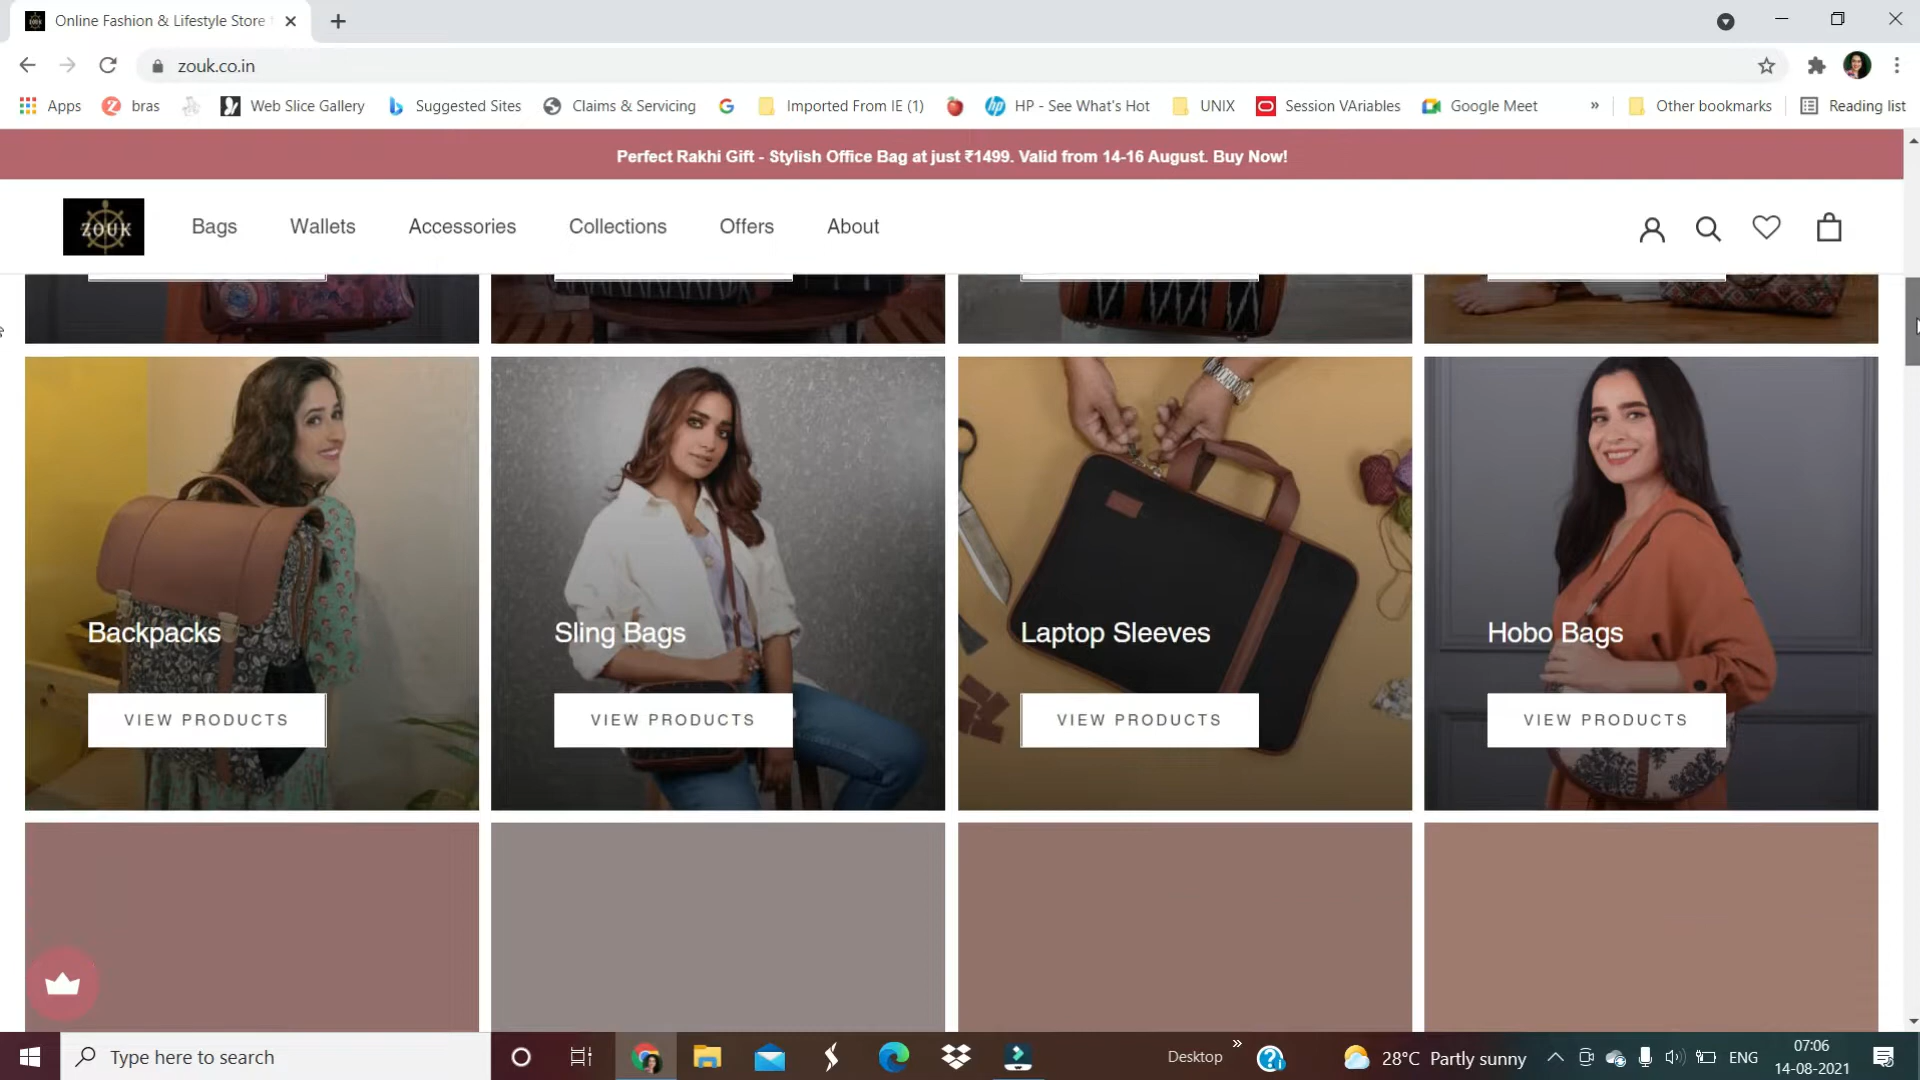 Online Fashion & Lifestyle Store
zouk.co.in
Apps
bras
Web Slice Gallery
Suggested Sites
Claims & Servicing
Imported From IE (1)
HP - See What's Hot
UNIX
Session VAriables
Google Meet
»
Other bookmarks
Reading list
Perfect Rakhi Gift - Stylish Office Bag at just ₹1499. Valid from 14-16 August. Buy Now!
ZOUK
Bags
Wallets
Accessories
Collections
Offers
About
Backpacks
Sling Bags
Laptop Sleeves
Hobo Bags
VIEW PRODUCTS
VIEW PRODUCTS
VIEW PRODUCTS
VIEW PRODUCTS
Type here to search
Desktop
»
28°C Partly sunny
ENG
07:06
14-08-2021